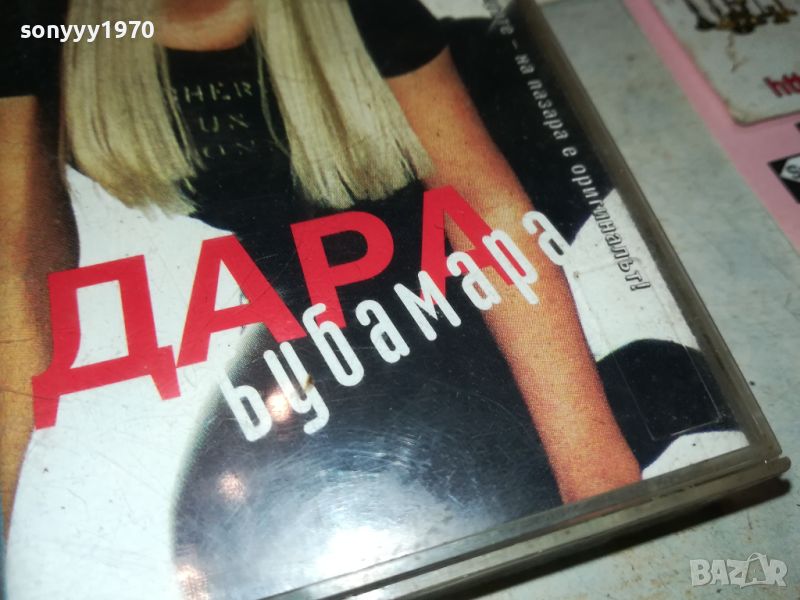 sonyyy1970
– на пазара е оригиналът!
ДАРА
Бубамара
BAZAR